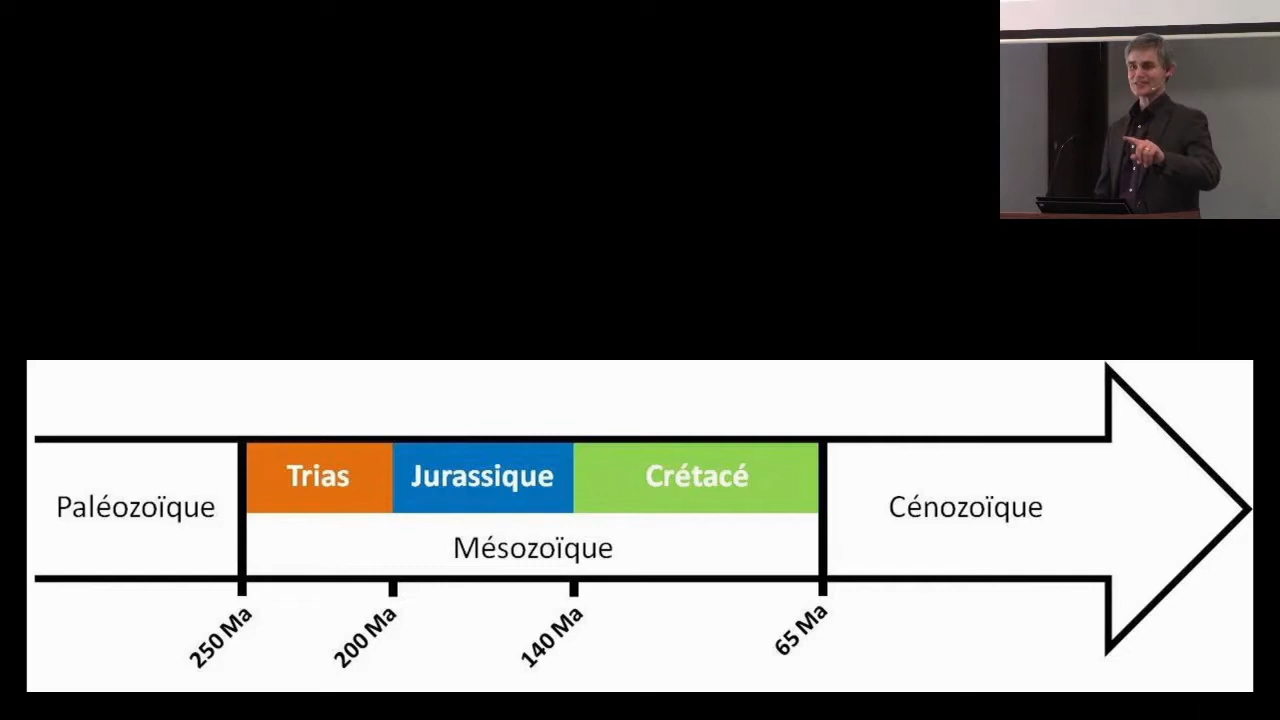 Trias
Jurassique
Crétacé
Paléozoïque
Mésozoïque
Cénozoïque
250 Ma
200 Ma
140 Ma
65 Ma